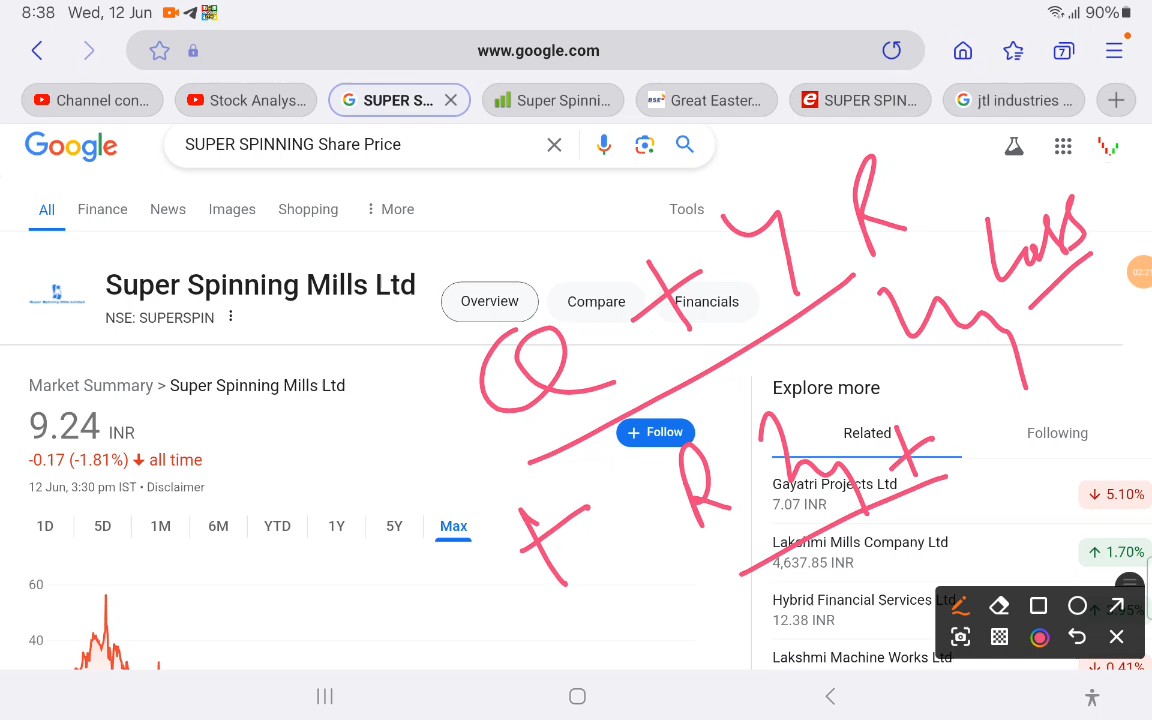 8:38 Wed, 12 Jun 90%
www.google.com 7
Channel con... Stock Analys... SUPER S... Super Spinni... Great Easter... SUPER SPIN... jtl industries ...
Google SUPER SPINNING Share Price
All Finance News Images Shopping More Tools
Super Spinning Mills Ltd
NSE: SUPERSPIN
Overview Compare Financials
Loss
Market Summary > Super Spinning Mills Ltd
9.24 INR
-0.17 (-1.81%) all time
12 Jun, 3:30 pm IST • Disclaimer
+ Follow
1D 5D 1M 6M YTD 1Y 5Y Max
60
40
Explore more
Related Following
Gayatri Projects Ltd
7.07 INR
5.10%
Lakshmi Mills Company Ltd
4,637.85 INR
1.70%
Hybrid Financial Services Ltd
12.38 INR
Lakshmi Machine Works Ltd
0.41%